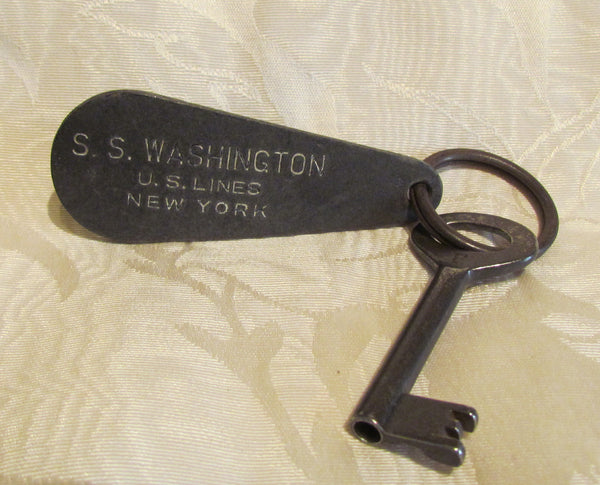 S. S. WASHINGTON
U. S. LINES
NEW YORK